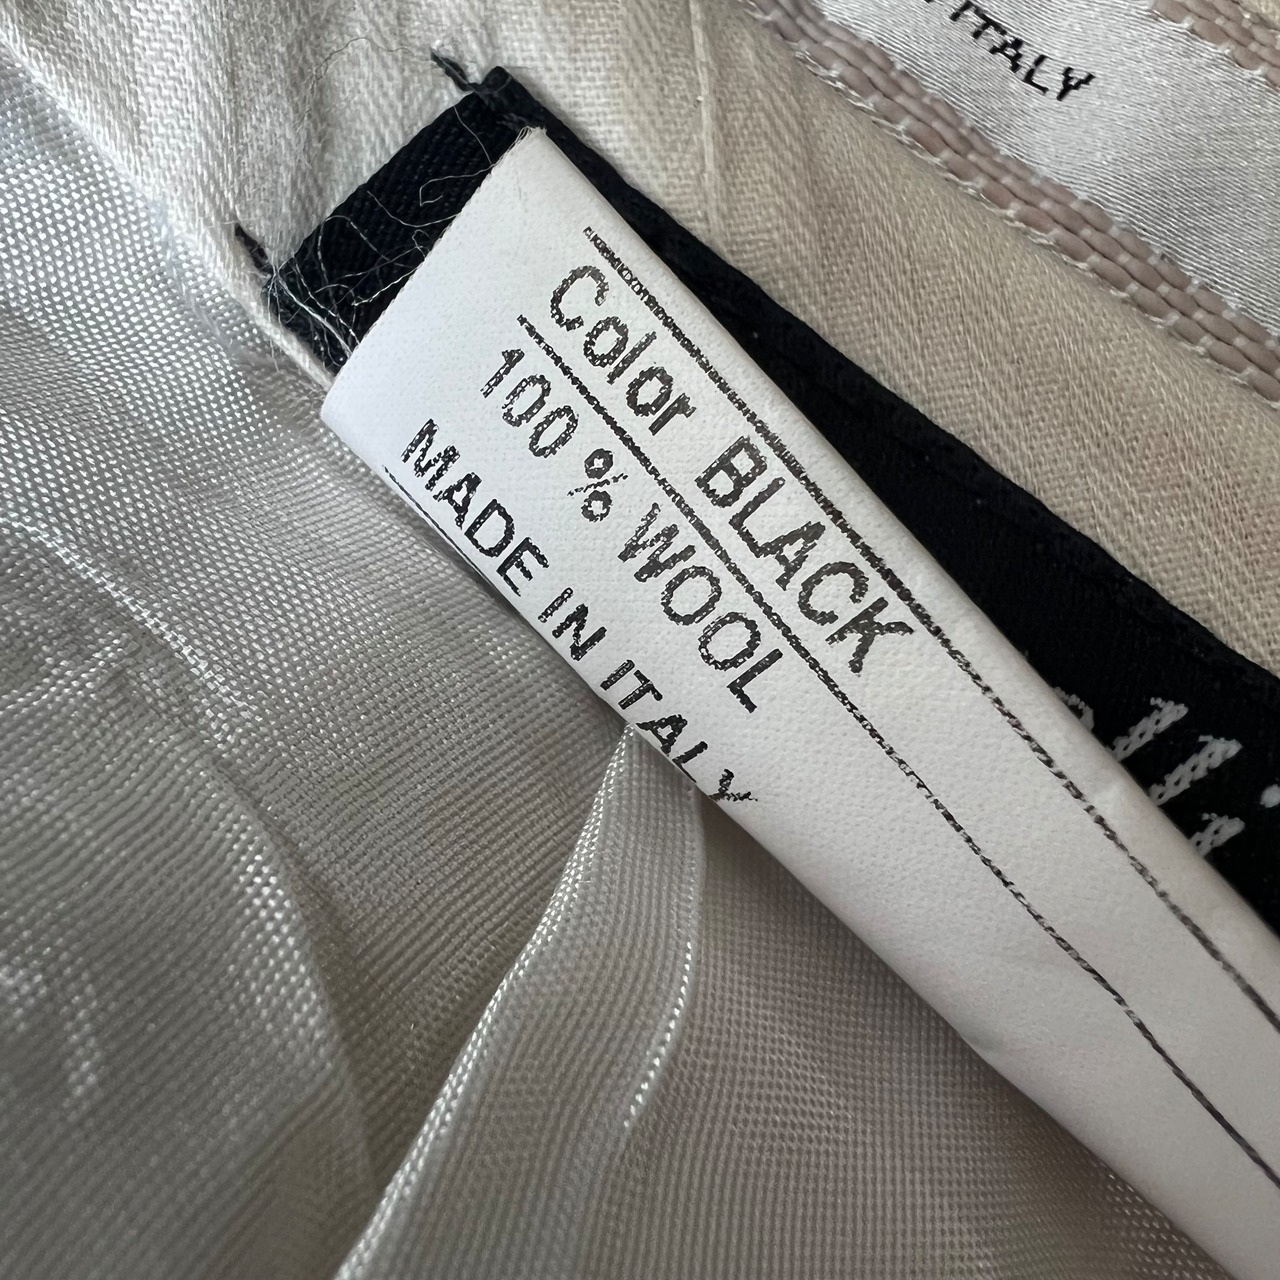 ITALY
Color BLACK
100 % WOOL
MADE IN ITALY